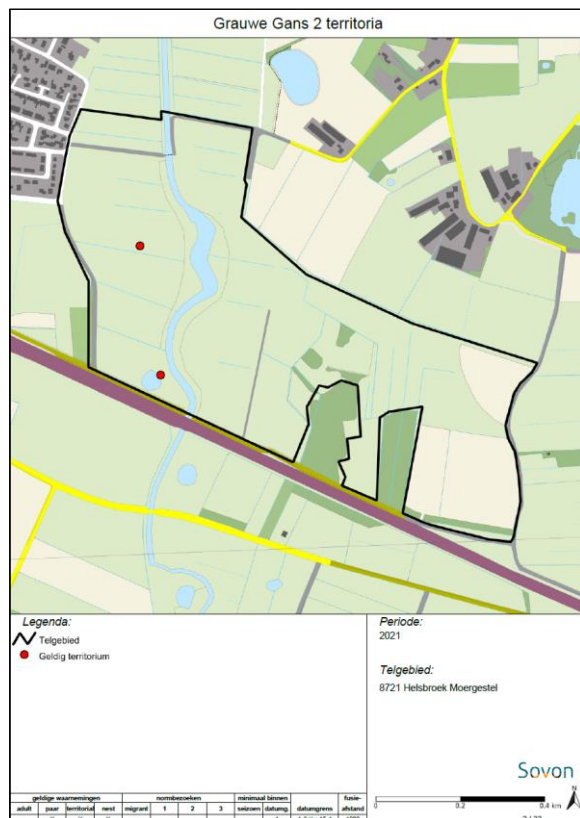 Grauwe Gans 2 territoria
Legenda:
Telgebied
Geldig territorium
Periode:
2021
Telgebied:
8721 Helsbroek Moergestel
Sovon
0 0.2 0.4 km
N
geldige waarnemingen normbezoeken minimaal binnen fusie-
adult paar territoriaal nest migrant 1 2 3 seizoen datumg. datumgrens afstand